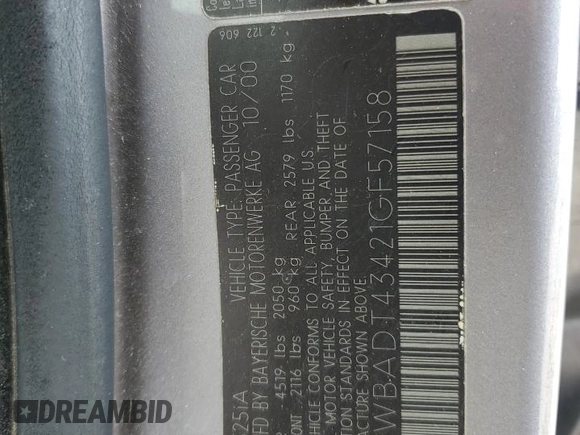 2 122 606
VEHICLE TYPE: PASSENGER CAR
25iA
FD BY BAYERISCHE MOTORENWERKE AG 10/00
4519 lbs 2050 kg
2116 lbs 960 kg REAR 2579 lbs 1170 kg
HICLE CONFORMS TO ALL APPLICABLE US.
MOTOR VEHICLE SAFETY, BUMPER AND THEFT
TION STANDARDS IN EFFECT ON THE DATE OF
FACTURE SHOWN ABOVE.
WBADT43421GF57158